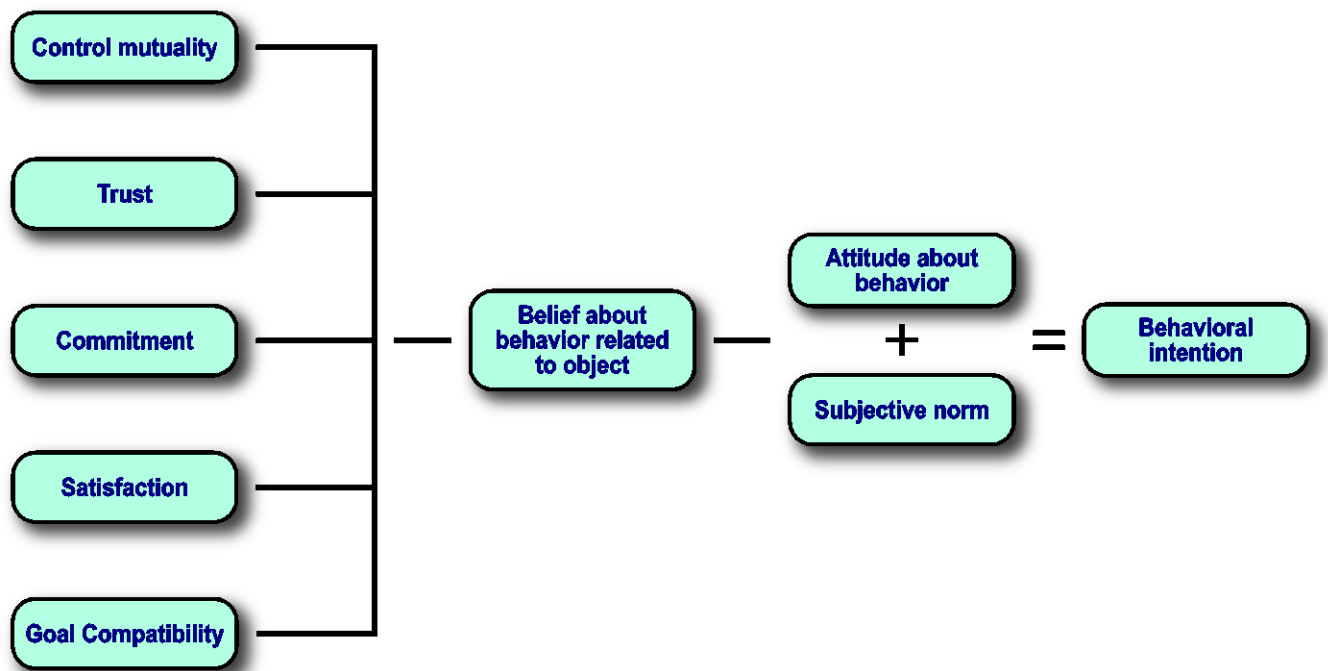 Control mutuality
Trust
Commitment
Satisfaction
Goal Compatibility
Belief about
behavior related
to object
Attitude about
behavior
+
Subjective norm
=
Behavioral
intention